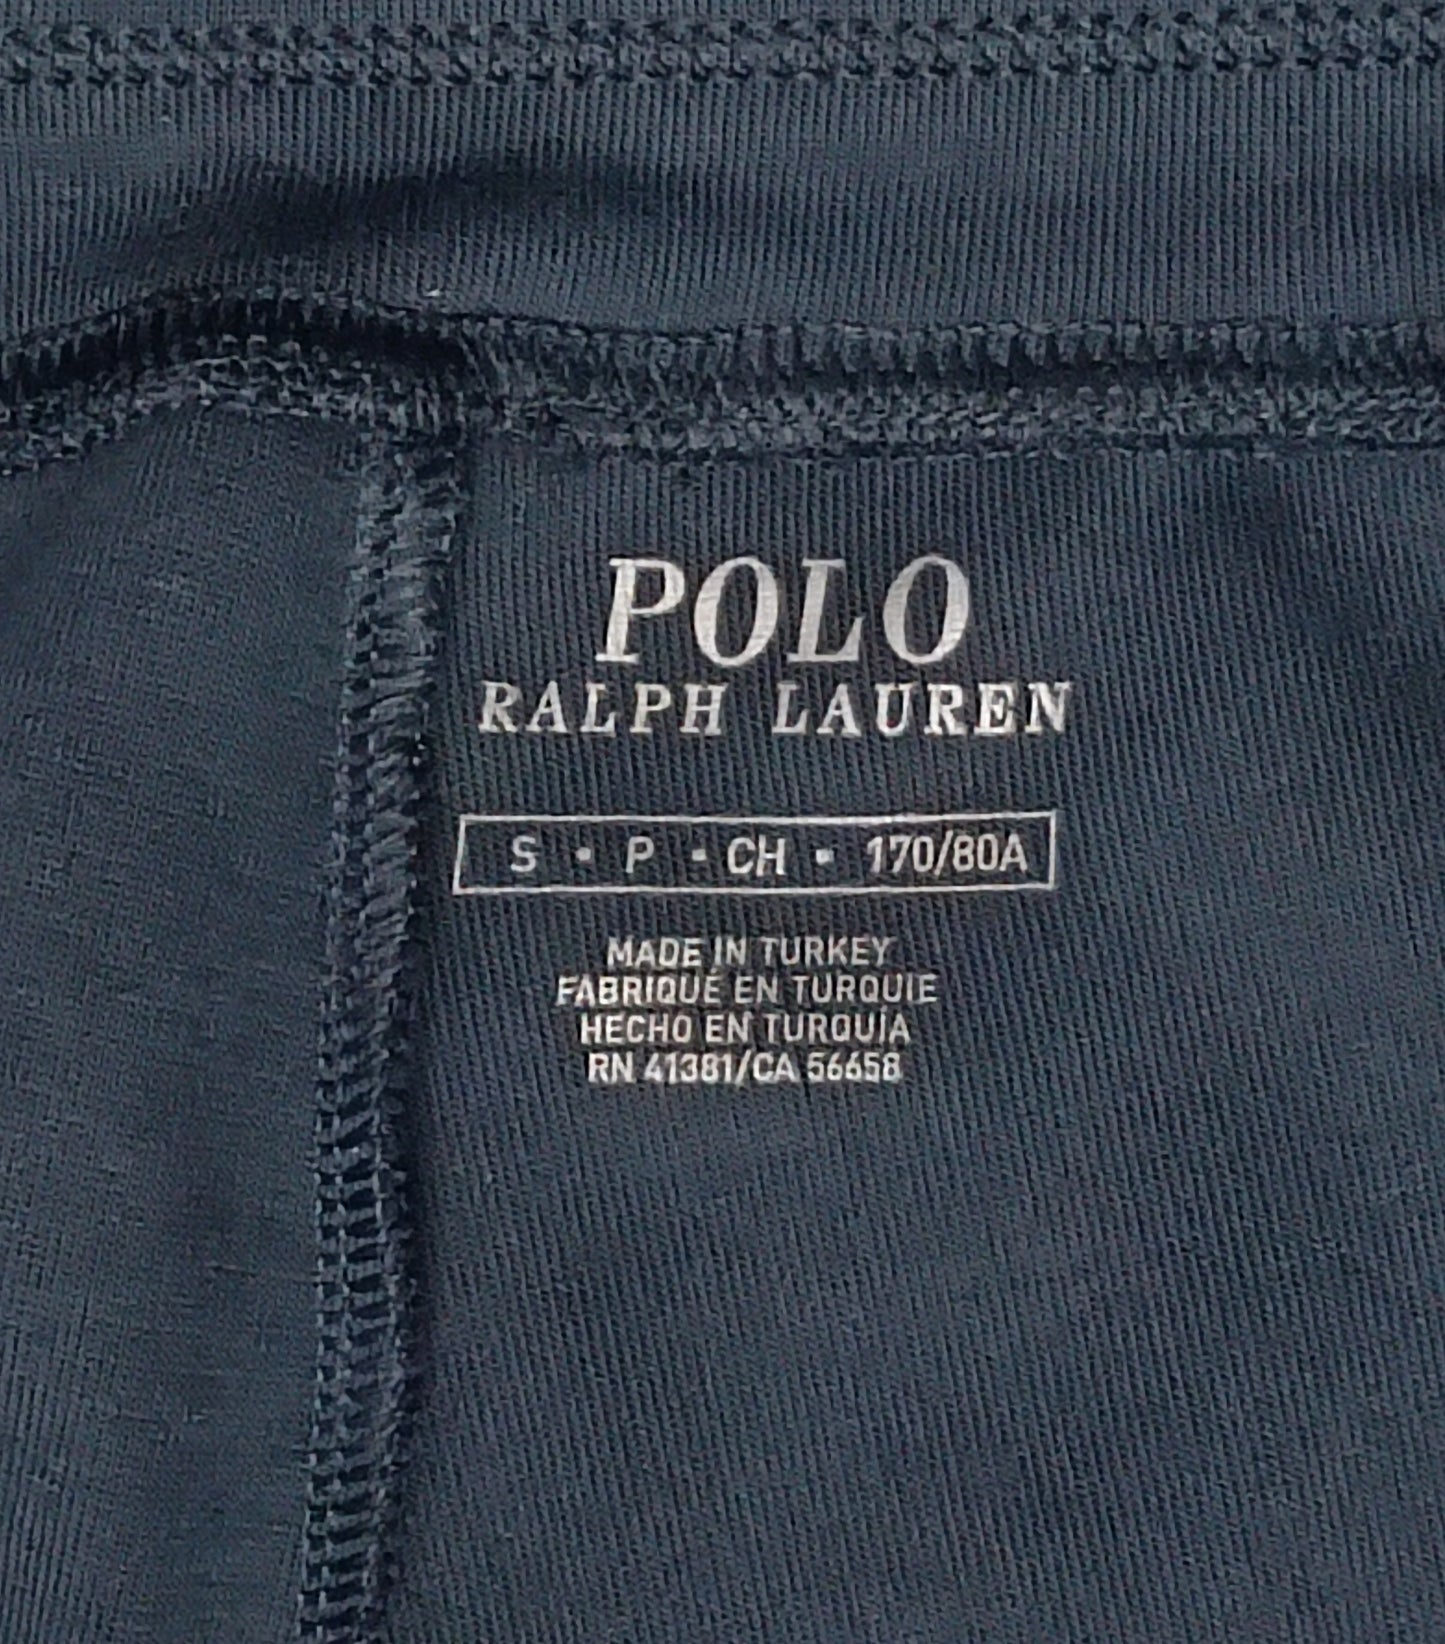 POLO
RALPH LAUREN
S • P • CH • 170/80A
MADE IN TURKEY
FABRIQUÉ EN TURQUIE
HECHO EN TURQUÍA
RN 41381/CA 56658